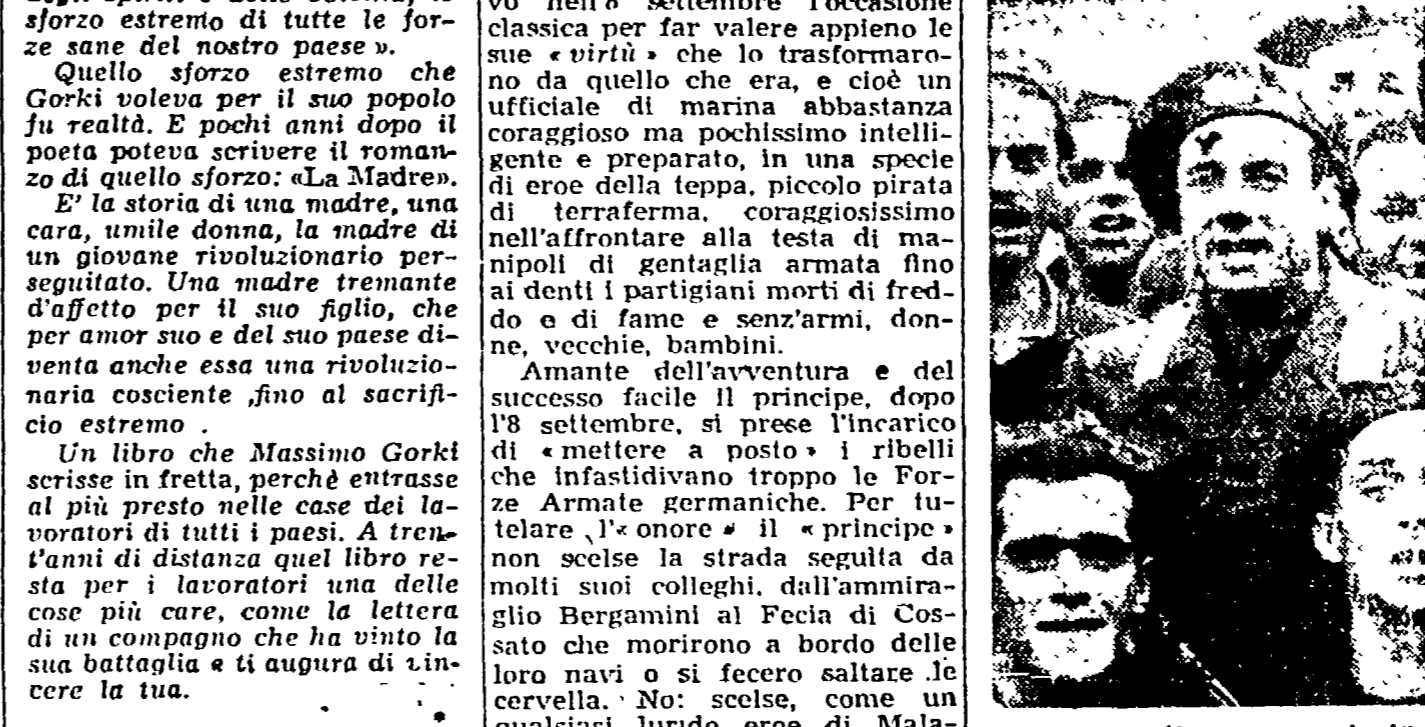 sforzo estremo di tutte le for-
ze sane del nostro paese ».
Quello sforzo estremo che
Gorki voleva per il suo popolo
fu realtà. E pochi anni dopo il
poeta poteva scrivere il roman-
zo di quello sforzo: «La Madre».
E' la storia di una madre, una
cara, umile donna, la madre di
un giovane rivoluzionario per-
seguitato. Una madre tremante
d'affetto per il suo figlio, che
per amor suo e del suo paese di-
venta anche essa una rivoluzio-
naria cosciente ,fino al sacrifi-
cio estremo .
Un libro che Massimo Gorki
scrisse in fretta, perchè entrasse
al più presto nelle case dei la-
voratori di tutti i paesi. A tren-
t'anni di distanza quel libro re-
sta per i lavoratori una delle
cose più care, come la lettera
di un compagno che ha vinto la
sua battaglia e ti augura di vin-
cere la tua.
vo nell'8 settembre l'occasione
classica per far valere appieno le
sue « virtù » che lo trasformaro-
no da quello che era, e cioè un
ufficiale di marina abbastanza
coraggioso ma pochissimo intelli-
gente e preparato, in una specie
di eroe della teppa, piccolo pirata
di terraferma, coraggiosissimo
nell'affrontare alla testa di ma-
nipoli di gentaglia armata fino
ai denti i partigiani morti di fred-
do e di fame e senz'armi, don-
ne, vecchie, bambini.
Amante dell'avventura e del
successo facile il principe, dopo
l'8 settembre, si prese l'incarico
di « mettere a posto » i ribelli
che infastidivano troppo le For-
ze Armate germaniche. Per tu-
telare l'« onore » il « principe »
non scelse la strada seguita da
molti suoi colleghi, dall'ammira-
glio Bergamini al Fecia di Cos-
sato che morirono a bordo delle
loro navi o si fecero saltare le
cervella. No: scelse, come un
qualsiasi lurido eroe di Mala-